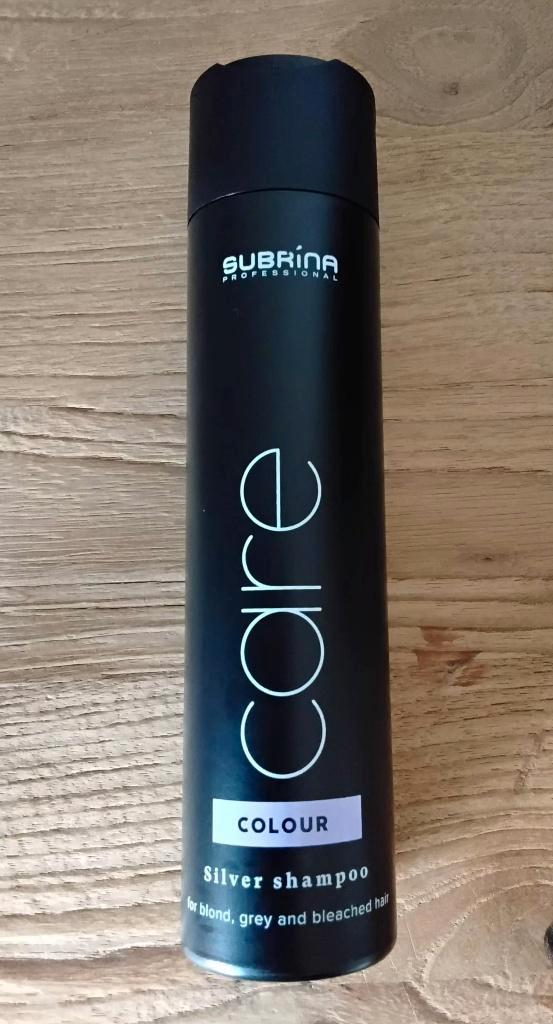 SUBRíNA
PROFESSIONAL
care
COLOUR
Silver shampoo
for blond, grey and bleached hair